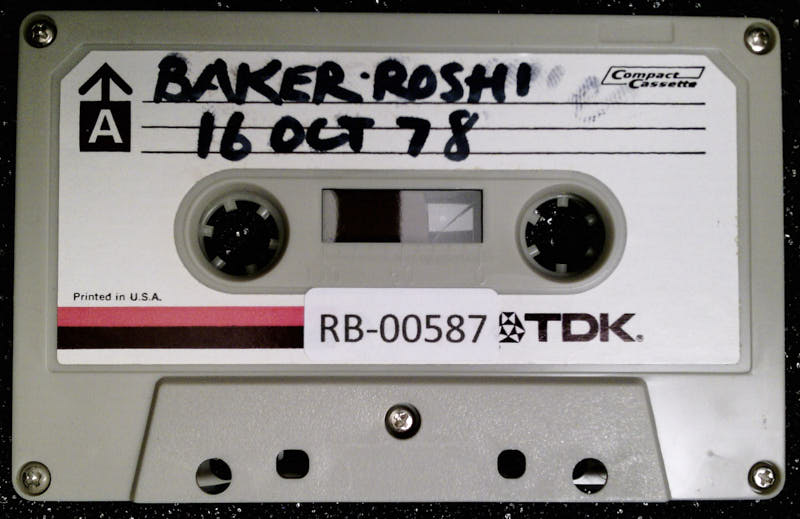 BAKER-ROSHI
Compact
Cassette
A
16 OCT 78
Printed in U.S.A.
RB-00587
TDK®